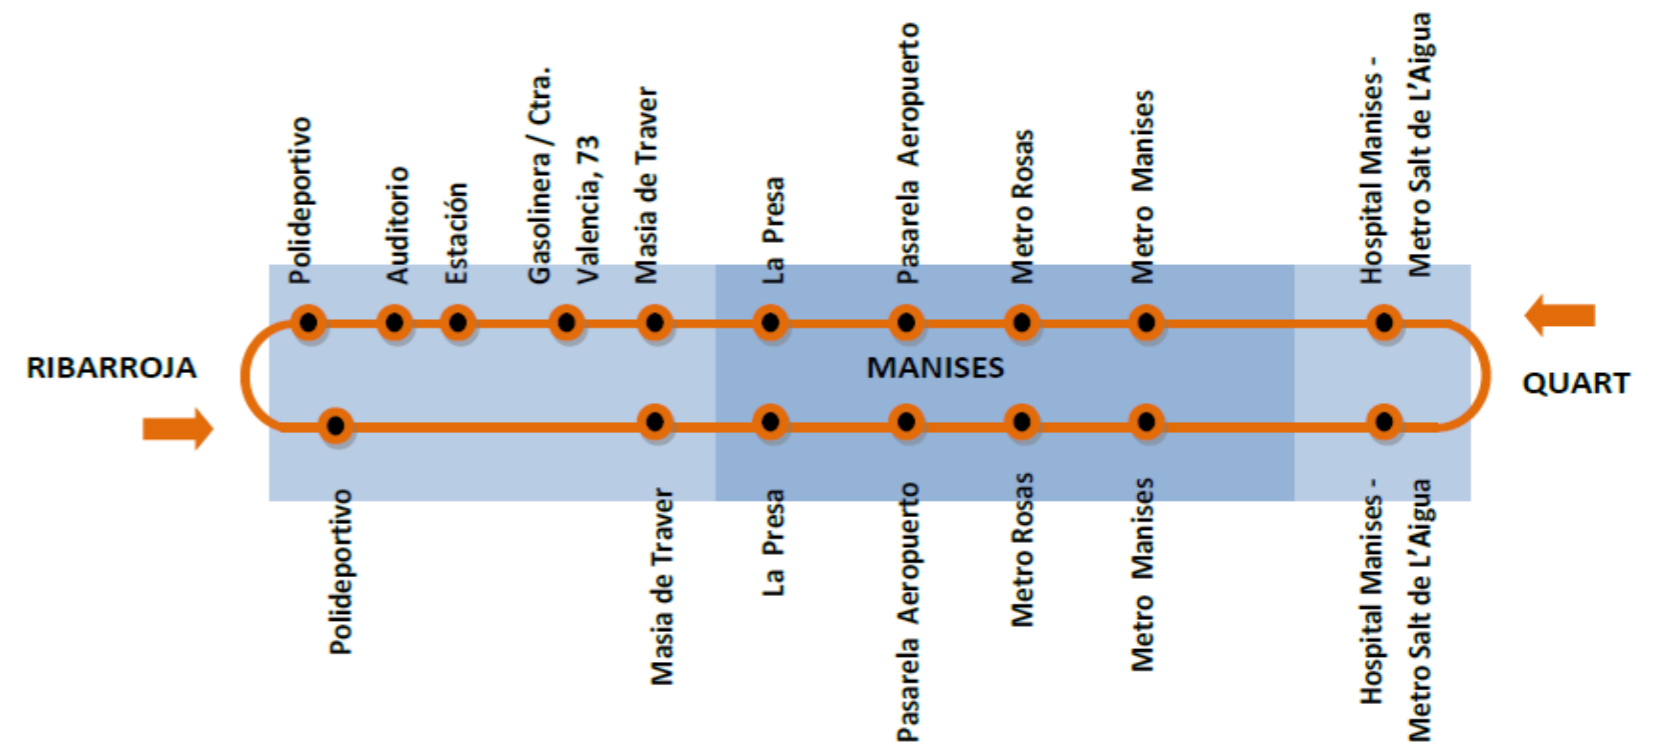 Polideportivo
Auditorio
Estación
Gasolinera / Ctra.
Valencia, 73
Masia de Traver
La Presa
Pasarela Aeropuerto
Metro Rosas
Metro Manises
Hospital Manises -
Metro Salt de L'Aigua
RIBARROJA
MANISES
QUART
Polideportivo
Masia de Traver
La Presa
Pasarela Aeropuerto
Metro Rosas
Metro Manises
Hospital Manises -
Metro Salt de L'Aigua